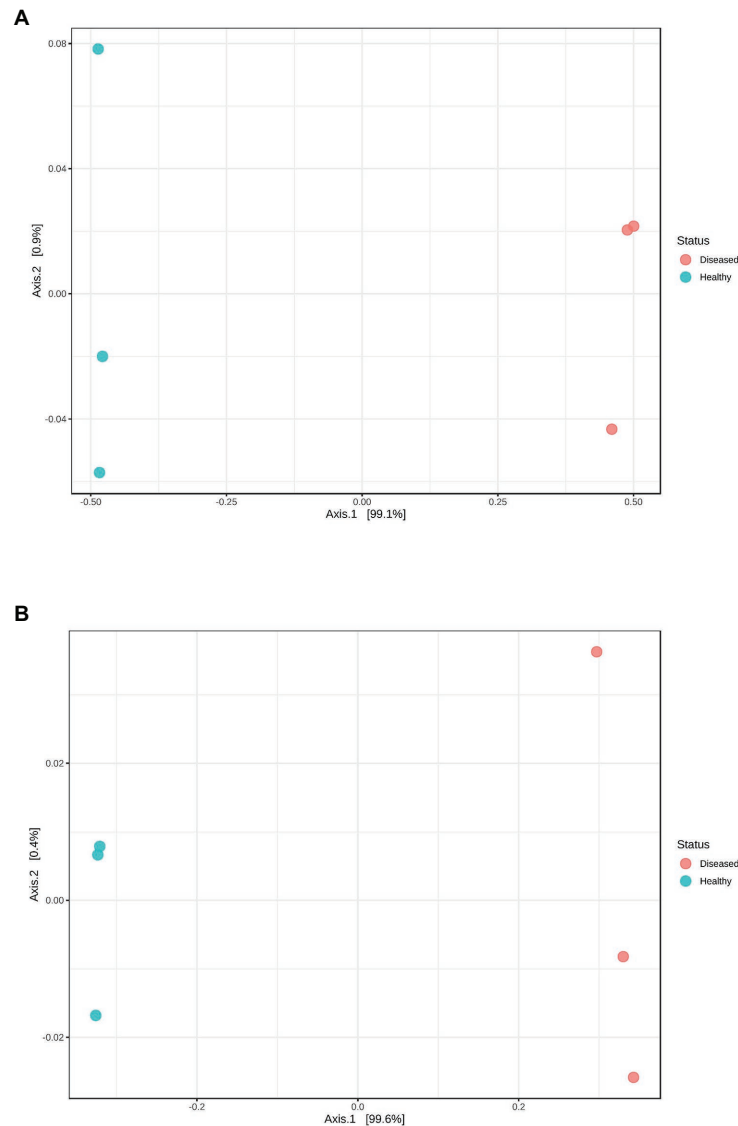 A
0.08
0.04
0.00
-0.04
Axis.2 [0.9%]
-0.50
-0.25
0.00
0.25
0.50
Axis.1 [99.1%]
Status
Diseased
Healthy
B
0.02
0.00
-0.02
Axis.2 [0.4%]
-0.2
0.0
0.2
Axis.1 [99.6%]
Status
Diseased
Healthy